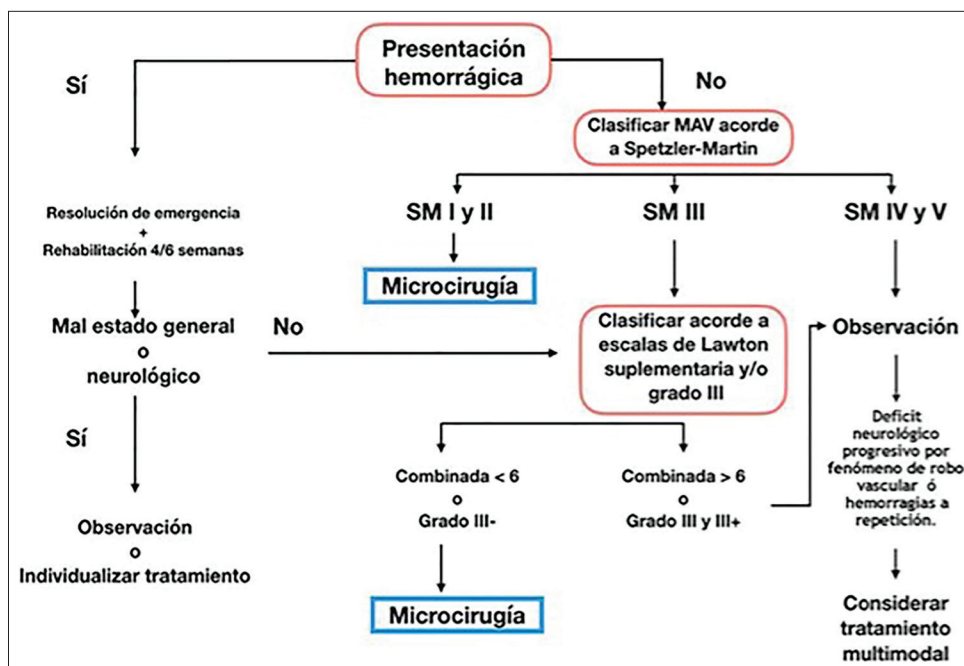 Presentación
hemorrágica
Sí
No
Clasificar MAV acorde
a Spetzler-Martin
SM I y II
SM III
SM IV y V
Resolución de emergencia
+
Rehabilitación 4/6 semanas
Microcirugía
Mal estado general
o
neurológico
No
Clasificar acorde a
escalas de Lawton
suplementaria y/o
grado III
Observación
Sí
Combinada < 6
o
Grado III-
Combinada > 6
o
Grado III y III+
Deficit
neurológico
progresivo por
fenómeno de robo
vascular ó
hemorragias a
repetición.
Observación
o
Individualizar tratamiento
Microcirugía
Considerar
tratamiento
multimodal